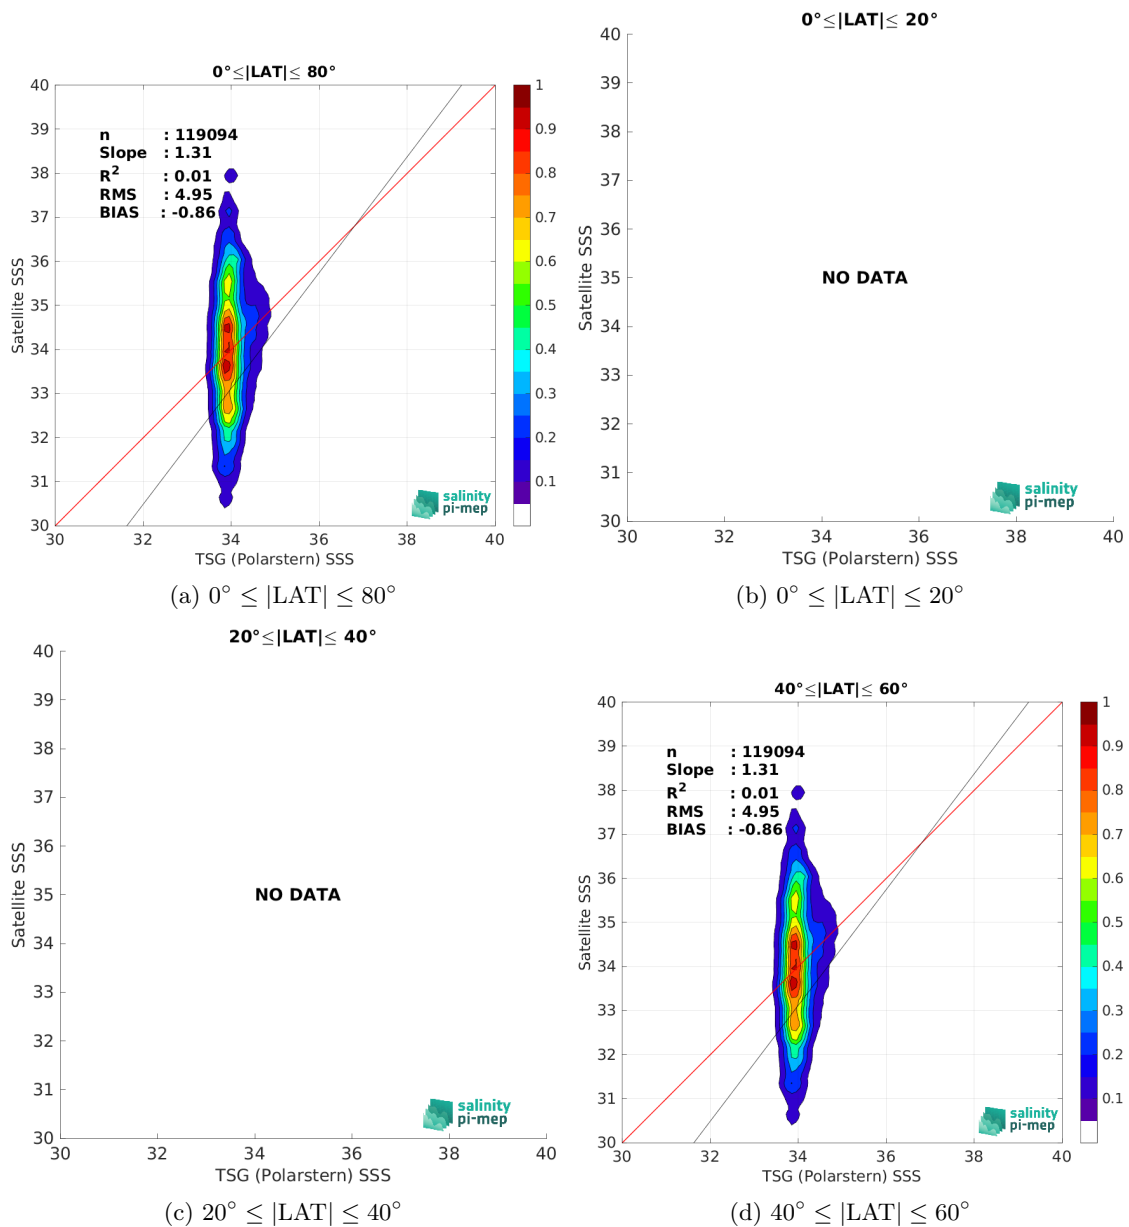 0°≤|LAT|≤ 80°
40
39
38
37
36
35
34
33
32
31
30
Satellite SSS
n : 119094
Slope : 1.31
R² : 0.01
RMS : 4.95
BIAS : -0.86
salinity
pi-mep
30 32 34 36 38 40
TSG (Polarstern) SSS
1
0.9
0.8
0.7
0.6
0.5
0.4
0.3
0.2
0.1
(a) 0° ≤ |LAT| ≤ 80°
0°≤|LAT|≤ 20°
40
39
38
37
36
35
34
33
32
31
30
Satellite SSS
NO DATA
salinity
pi-mep
30 32 34 36 38 40
TSG (Polarstern) SSS
(b) 0° ≤ |LAT| ≤ 20°
20°≤|LAT|≤ 40°
40
39
38
37
36
35
34
33
32
31
30
Satellite SSS
NO DATA
salinity
pi-mep
30 32 34 36 38 40
TSG (Polarstern) SSS
(c) 20° ≤ |LAT| ≤ 40°
40°≤|LAT|≤ 60°
40
39
38
37
36
35
34
33
32
31
30
Satellite SSS
n : 119094
Slope : 1.31
R² : 0.01
RMS : 4.95
BIAS : -0.86
salinity
pi-mep
30 32 34 36 38 40
TSG (Polarstern) SSS
1
0.9
0.8
0.7
0.6
0.5
0.4
0.3
0.2
0.1
(d) 40° ≤ |LAT| ≤ 60°